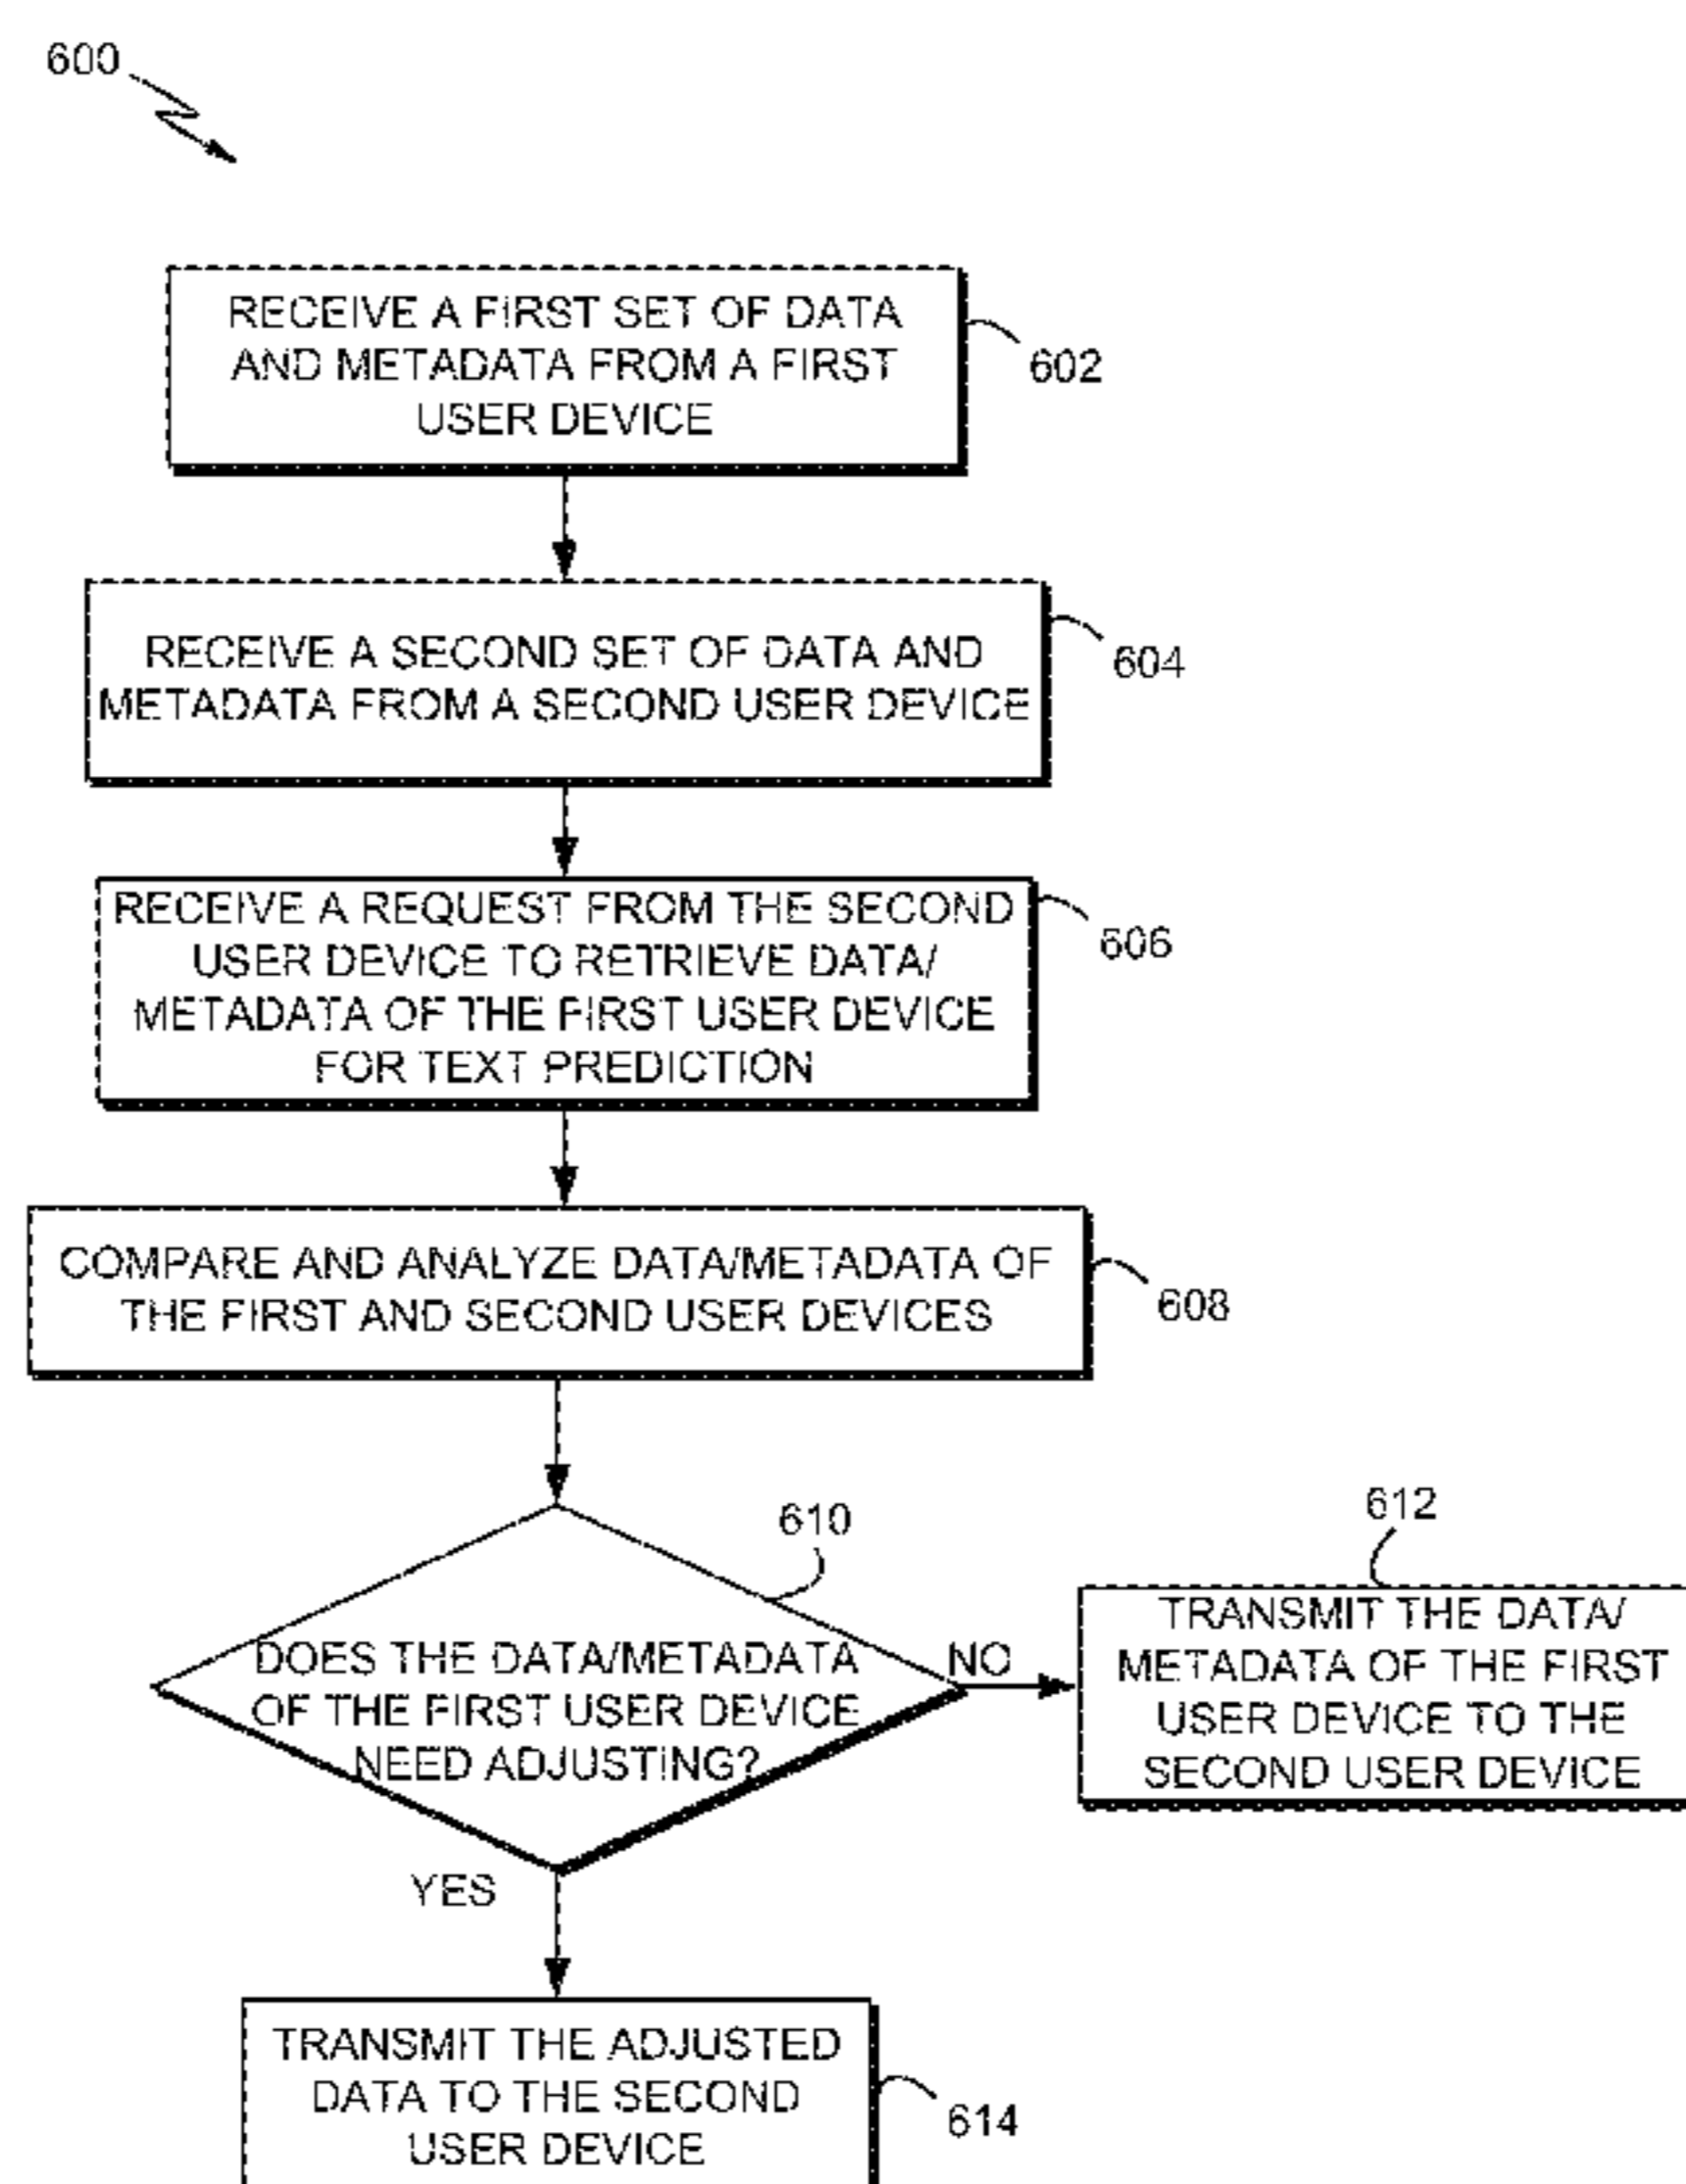 600
RECEIVE A FIRST SET OF DATA
AND METADATA FROM A FIRST
USER DEVICE
602
RECEIVE A SECOND SET OF DATA AND
METADATA FROM A SECOND USER DEVICE
604
RECEIVE A REQUEST FROM THE SECOND
USER DEVICE TO RETRIEVE DATA/
METADATA OF THE FIRST USER DEVICE
FOR TEXT PREDICTION
606
COMPARE AND ANALYZE DATA/METADATA OF
THE FIRST AND SECOND USER DEVICES
608
610
DOES THE DATA/METADATA
OF THE FIRST USER DEVICE
NEED ADJUSTING?
NO
612
TRANSMIT THE DATA/
METADATA OF THE FIRST
USER DEVICE TO THE
SECOND USER DEVICE
YES
TRANSMIT THE ADJUSTED
DATA TO THE SECOND
USER DEVICE
614